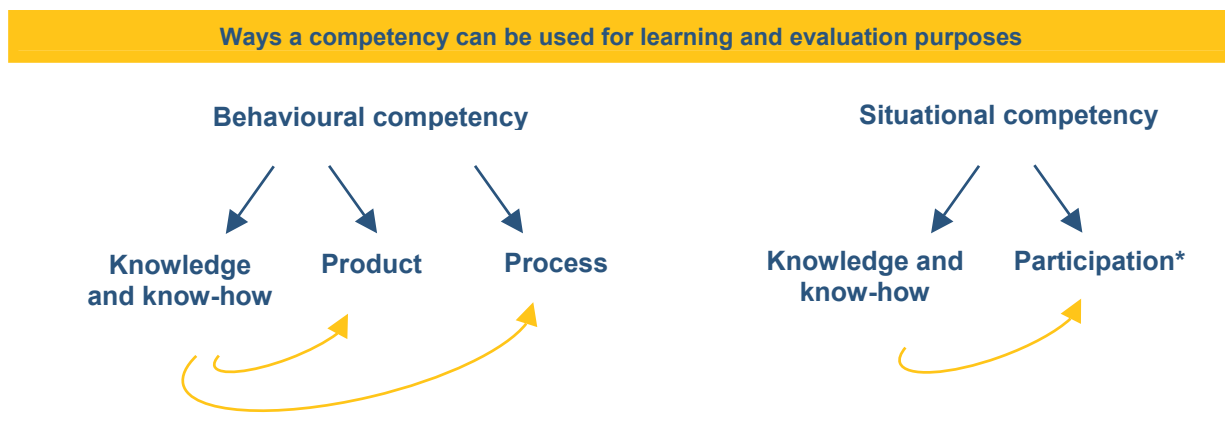 Ways a competency can be used for learning and evaluation purposes
Behavioural competency
Situational competency
Knowledge
and know-how
Product
Process
Knowledge and
know-how
Participation*